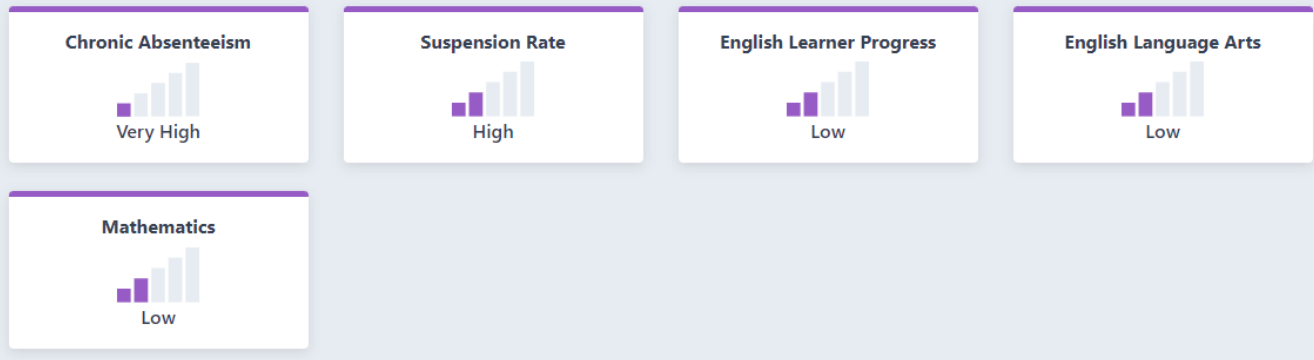 Chronic Absenteeism
Very High
Suspension Rate
High
English Learner Progress
Low
English Language Arts
Low
Mathematics
Low